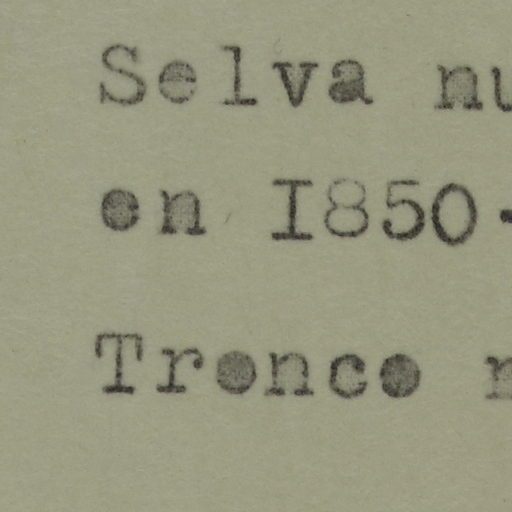 Selva nu
en I850-
Tronco